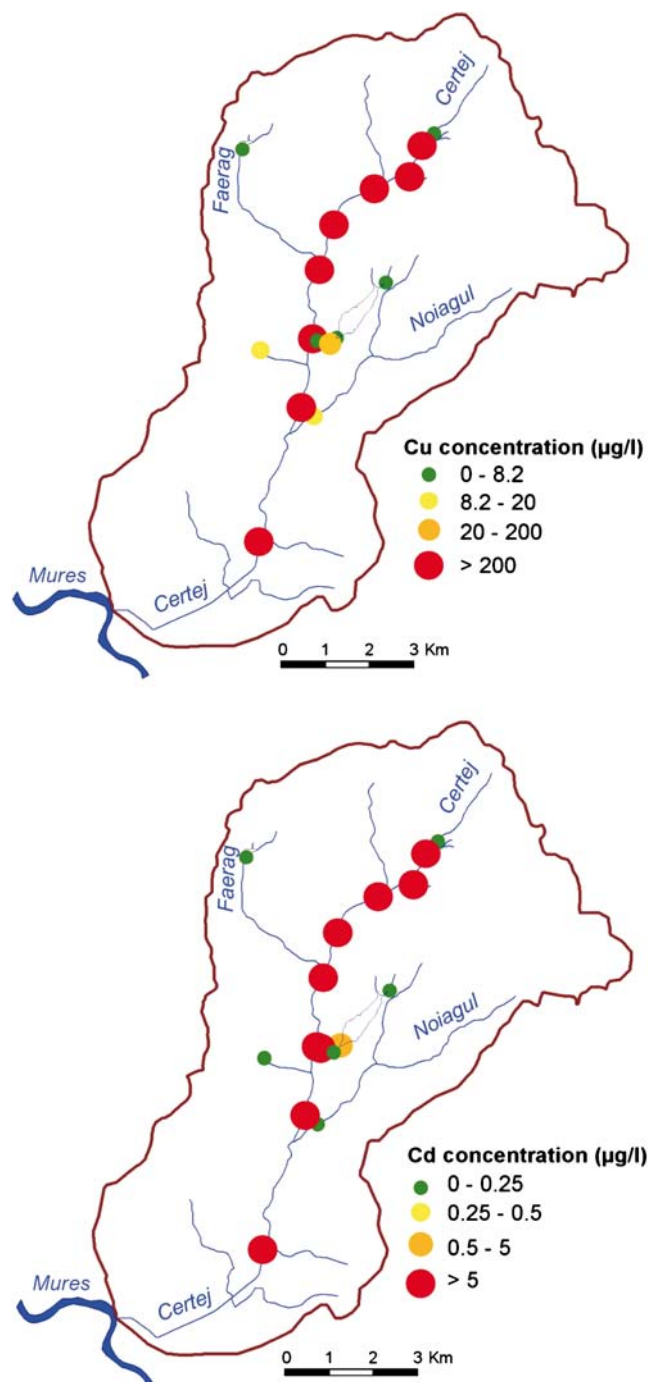 Certej
Faerag
Noiagul
Cu concentration (µg/l)
0 - 8.2
8.2 - 20
20 - 200
> 200
Mures
Certej
0 1 2 3 Km
Certej
Faerag
Noiagul
Cd concentration (µg/l)
0 - 0.25
0.25 - 0.5
0.5 - 5
> 5
Mures
Certej
0 1 2 3 Km